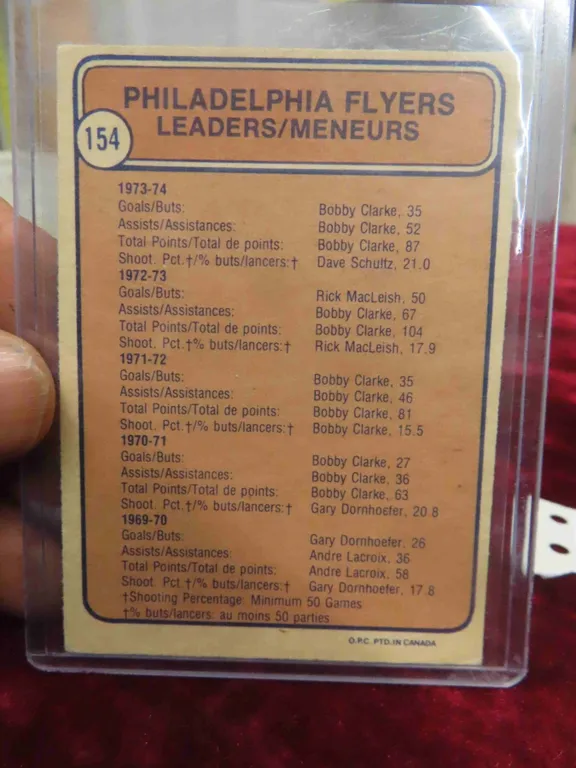 PHILADELPHIA FLYERS
154
LEADERS/MENEURS
1973-74
Goals/Buts: Bobby Clarke, 35
Assists/Assistances: Bobby Clarke, 52
Total Points/Total de points: Bobby Clarke, 87
Shoot. Pct.†/% buts/lancers:† Dave Schultz, 21.0
1972-73
Goals/Buts: Rick MacLeish, 50
Assists/Assistances: Bobby Clarke, 67
Total Points/Total de points: Bobby Clarke, 104
Shoot. Pct.†% buts/lancers:† Rick MacLeish, 17.9
1971-72
Goals/Buts: Bobby Clarke, 35
Assists/Assistances: Bobby Clarke, 46
Total Points/Total de points: Bobby Clarke, 81
Shoot. Pct.†/% buts/lancers:† Bobby Clarke, 15.5
1970-71
Goals/Buts: Bobby Clarke, 27
Assists/Assistances: Bobby Clarke, 36
Total Points/Total de points: Bobby Clarke, 63
Shoot. Pct.†/% buts/lancers:† Gary Dornhoefer, 20.8
1969-70
Goals/Buts: Gary Dornhoefer, 26
Assists/Assistances: Andre Lacroix, 36
Total Points/Total de points: Andre Lacroix, 58
Shoot. Pct.†/% buts/lancers:† Gary Dornhoefer, 17.8
†Shooting Percentage: Minimum 50 Games
†% buts/lancers: au moins 50 parties
O.P.C. PTD. IN CANADA